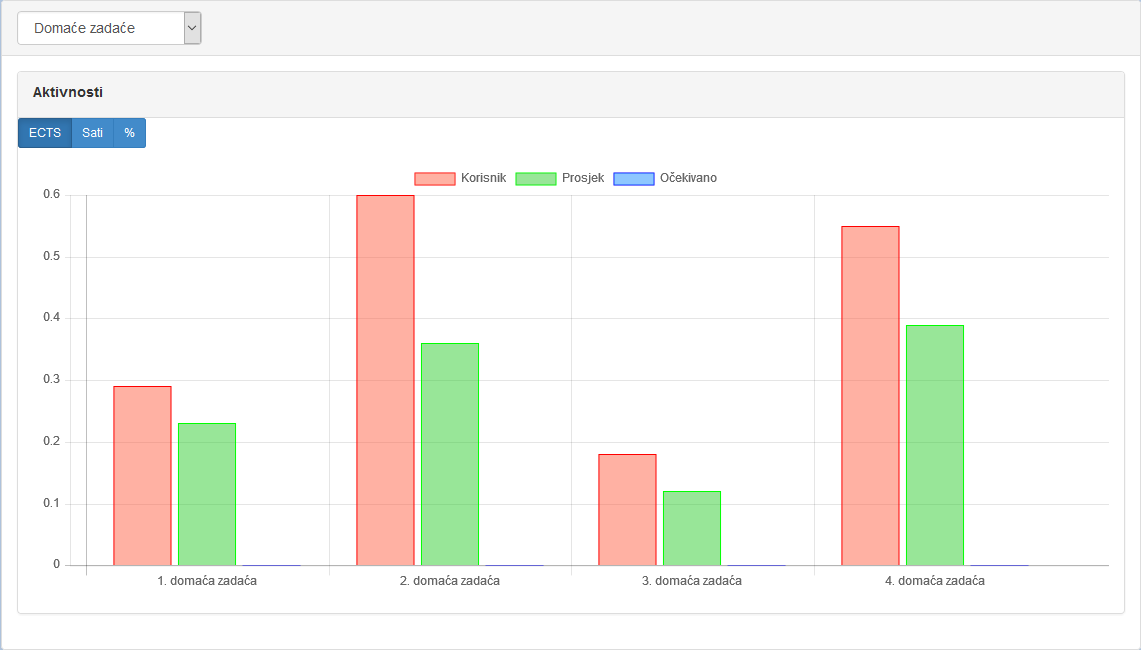 Domaće zadaće
Aktivnosti
ECTS Sati %
Korisnik Prosjek Očekivano
0.6
0.5
0.4
0.3
0.2
0.1
0
1. domaća zadaća 2. domaća zadaća 3. domaća zadaća 4. domaća zadaća